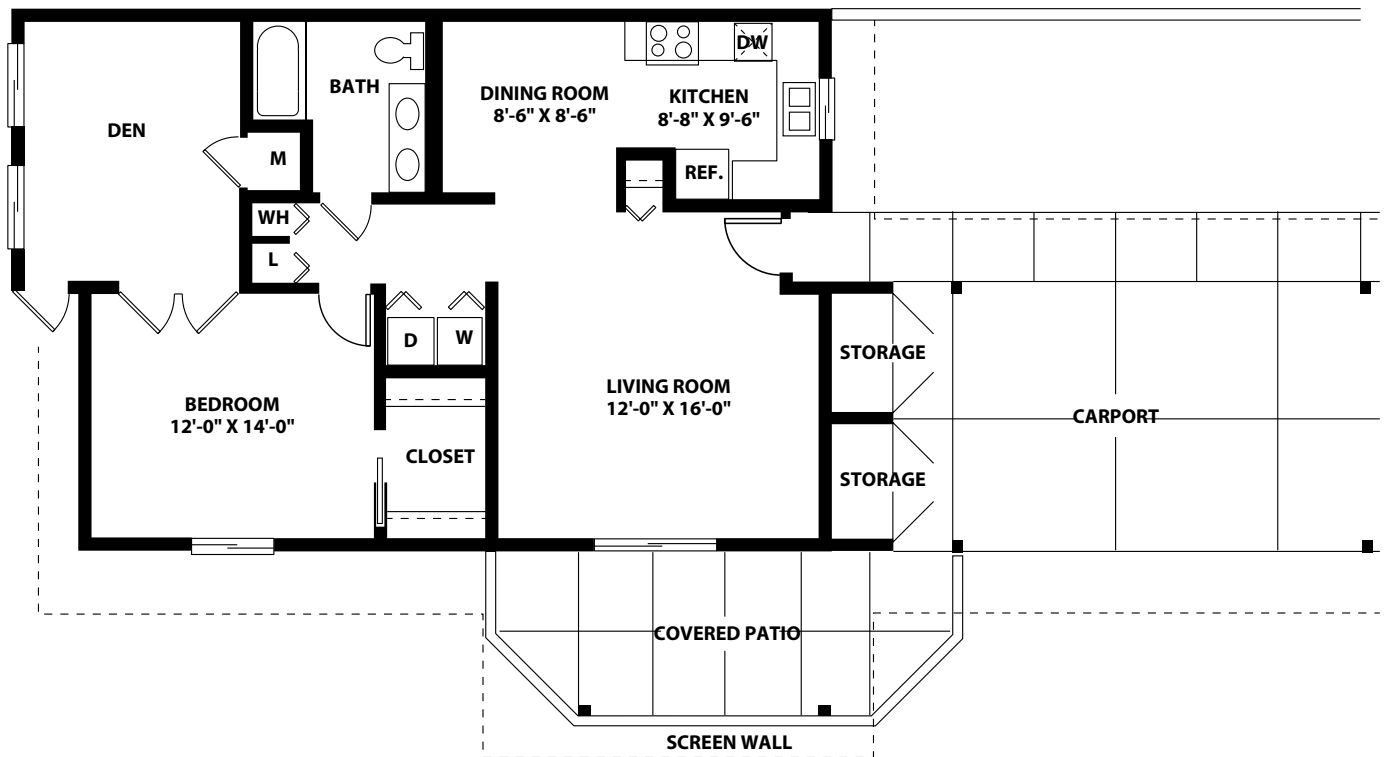 DEN
BATH
M
WH
L
DINING ROOM
8'-6" X 8'-6"
KITCHEN
8'-8" X 9'-6"
DW
REF.
D
W
BEDROOM
12'-0" X 14'-0"
CLOSET
LIVING ROOM
12'-0" X 16'-0"
STORAGE
STORAGE
CARPORT
COVERED PATIO
SCREEN WALL